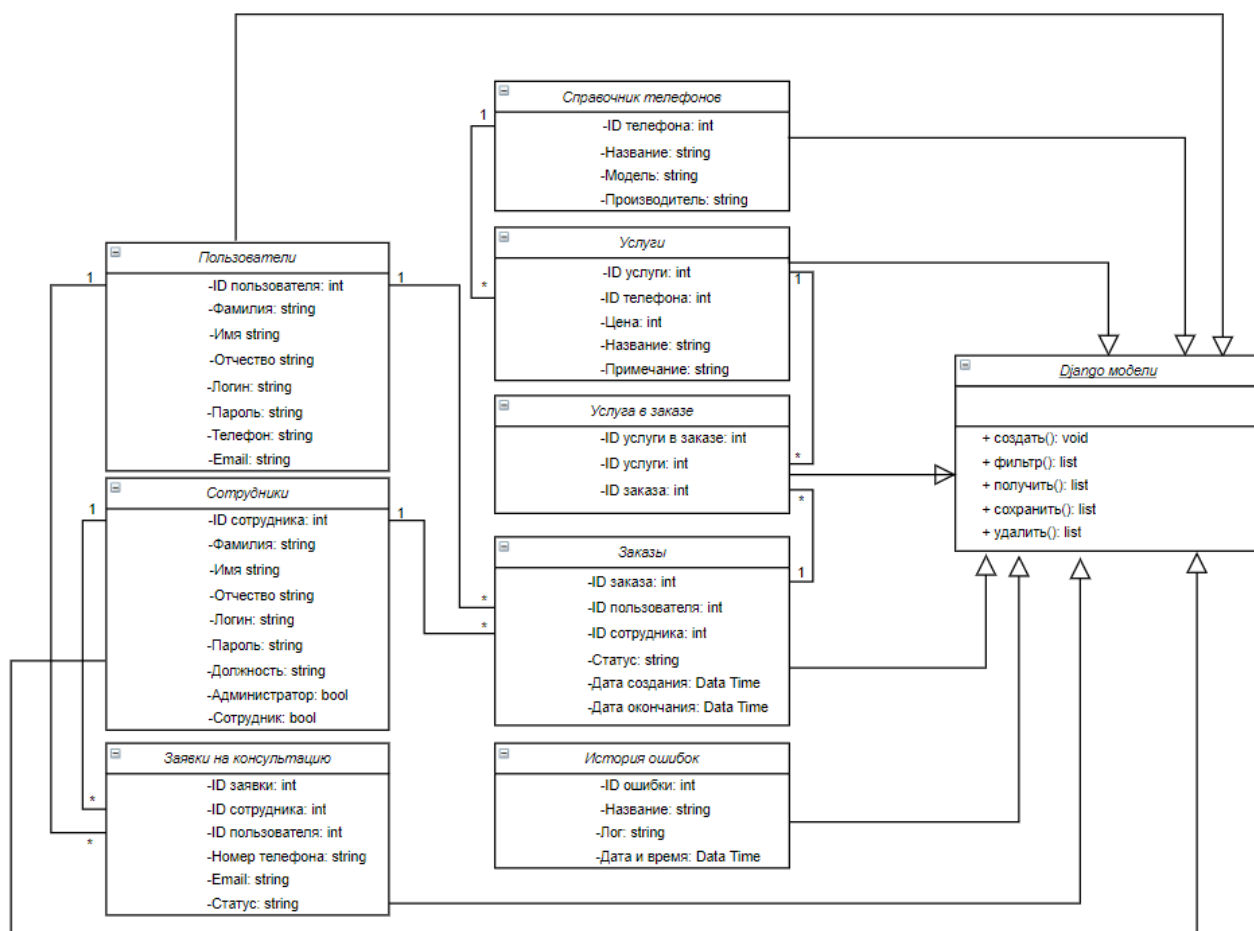 Справочник телефонов
-ID телефона: int
-Название: string
-Модель: string
-Производитель: string
1
*
Услуги
-ID услуги: int
-ID телефона: int
-Цена: int
-Название: string
-Примечание: string
1
*
Пользователи
-ID пользователя: int
-Фамилия: string
-Имя string
-Отчество string
-Логин: string
-Пароль: string
-Телефон: string
-Email: string
1
1
Услуга в заказе
-ID услуги в заказе: int
-ID услуги: int
-ID заказа: int
*
Django модели
+ создать(): void
+ фильтр(): list
+ получить(): list
+ сохранить(): list
+ удалить(): list
Сотрудники
-ID сотрудника: int
-Фамилия: string
-Имя string
-Отчество string
-Логин: string
-Пароль: string
-Должность: string
-Администратор: bool
-Сотрудник: bool
1
1
Заказы
-ID заказа: int
-ID пользователя: int
-ID сотрудника: int
-Статус: string
-Дата создания: Data Time
-Дата окончания: Data Time
*
*
1
Заявки на консультацию
-ID заявки: int
-ID сотрудника: int
-ID пользователя: int
-Номер телефона: string
-Email: string
-Статус: string
*
*
История ошибок
-ID ошибки: int
-Название: string
-Лог: string
-Дата и время: Data Time